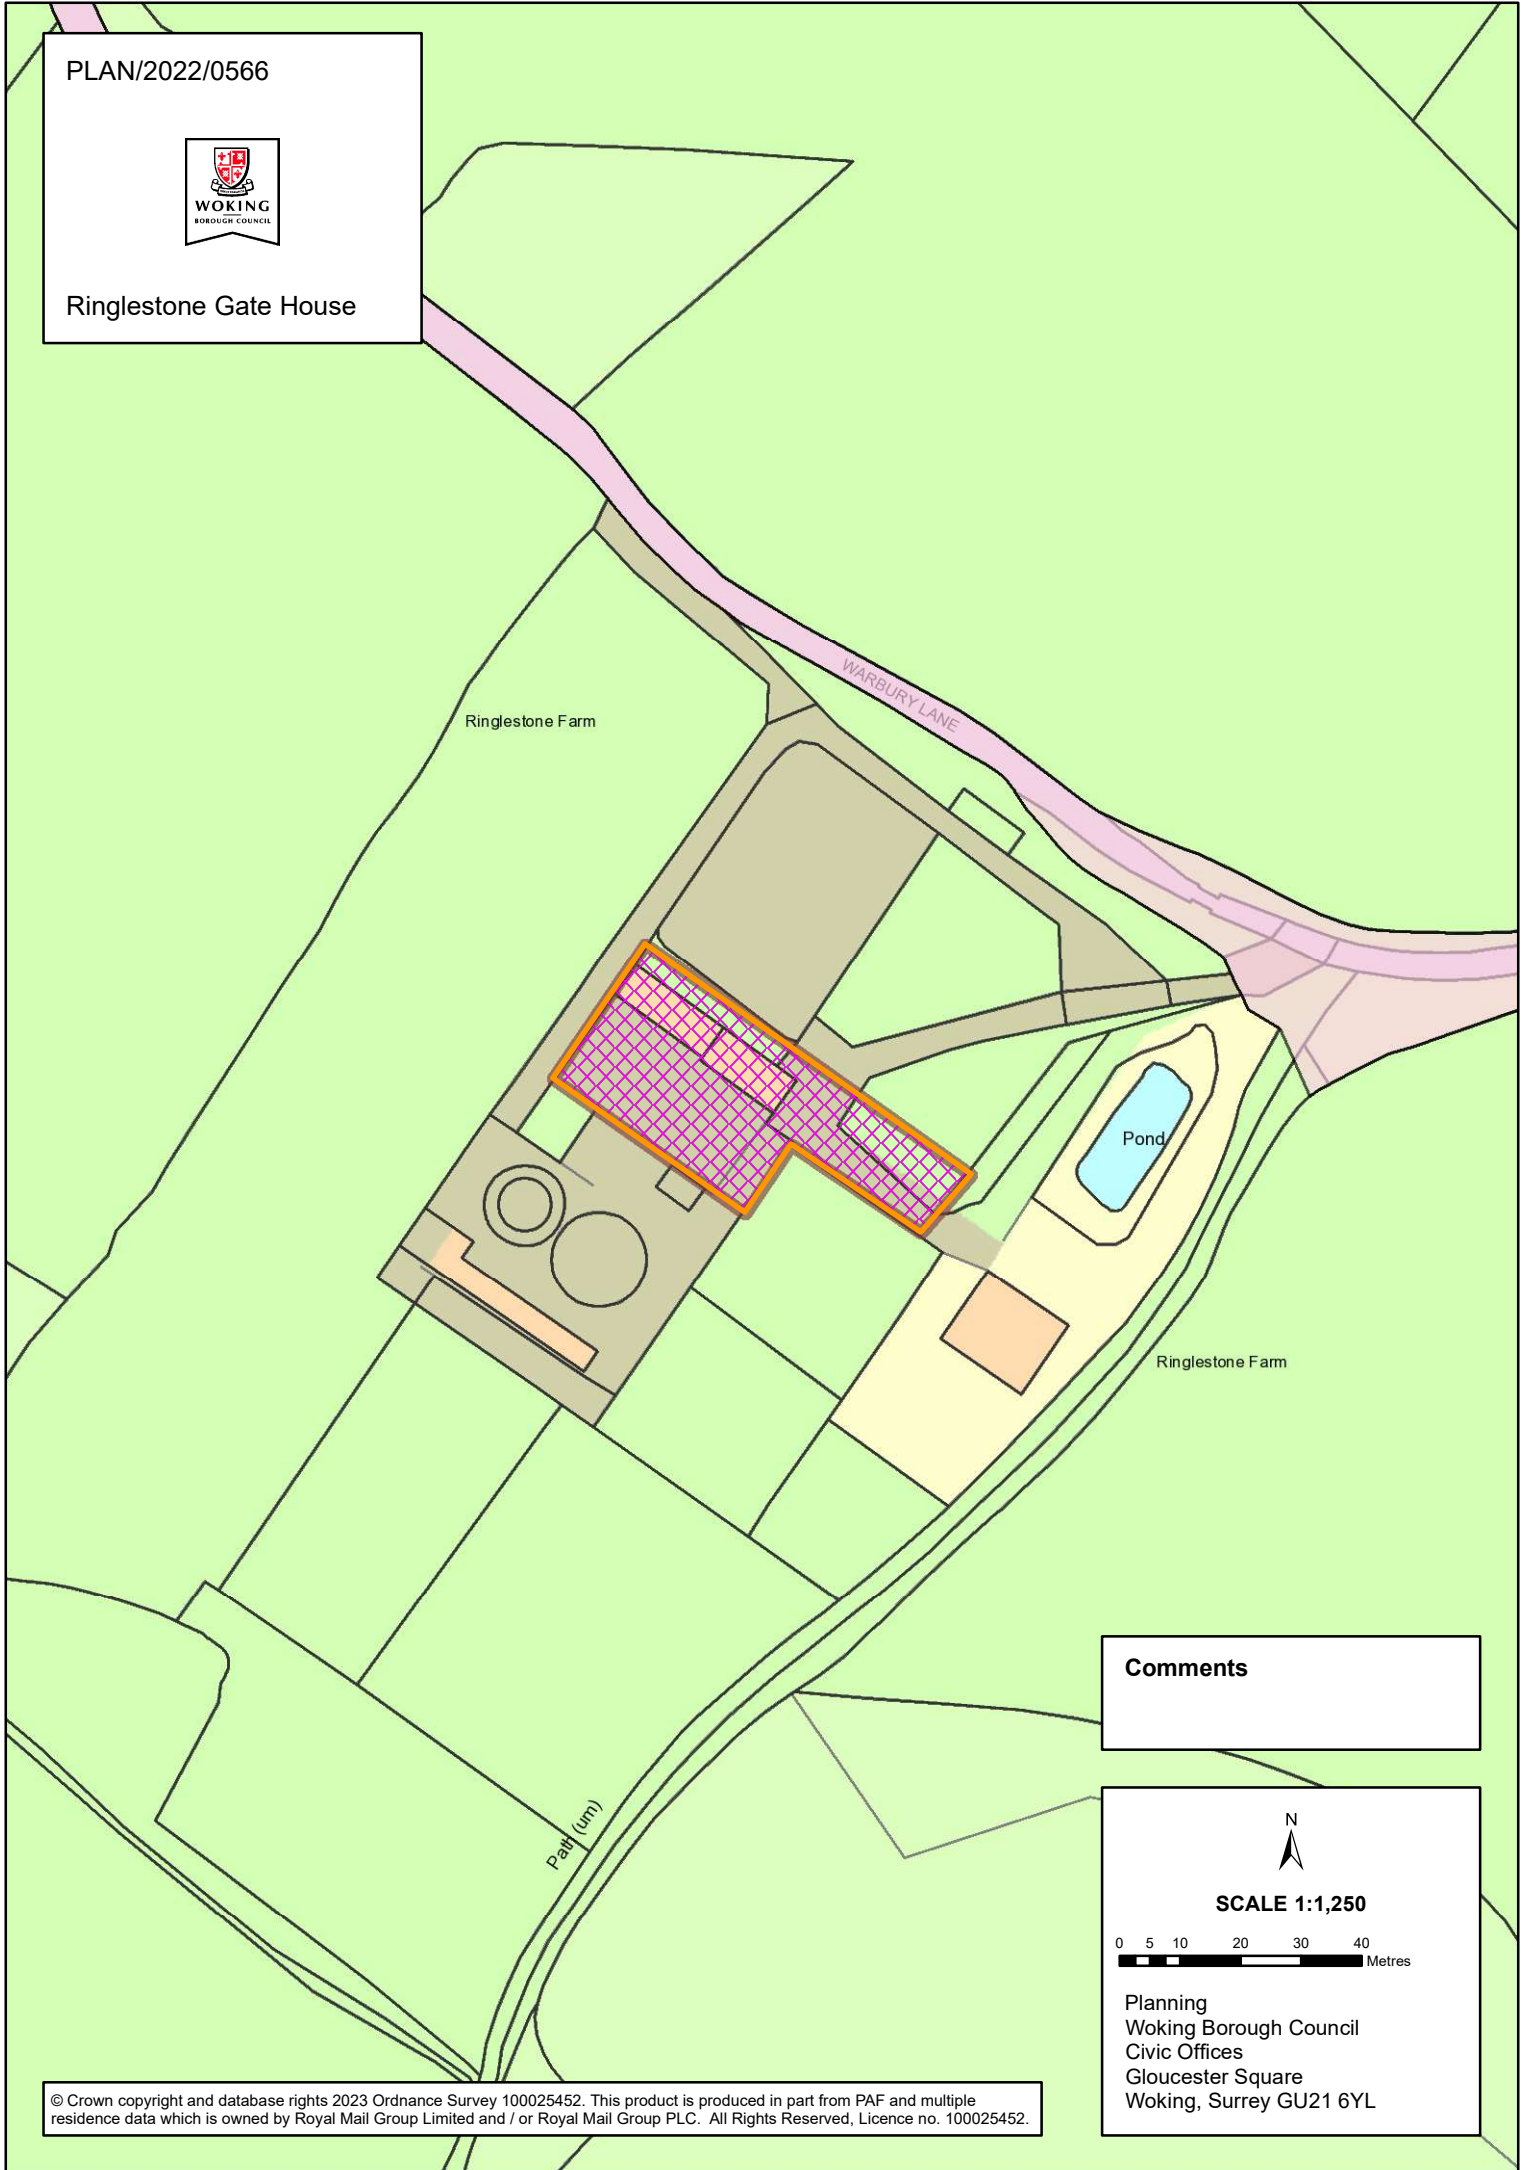 PLAN/2022/0566
WOKING
BOROUGH COUNCIL
Ringlestone Gate House
WARBURY LANE
Ringlestone Farm
Pond
Ringlestone Farm
Path (um)
Comments
N
SCALE 1:1,250
0 5 10 20 30 40
Metres
Planning
Woking Borough Council
Civic Offices
Gloucester Square
Woking, Surrey GU21 6YL
© Crown copyright and database rights 2023 Ordnance Survey 100025452. This product is produced in part from PAF and multiple
residence data which is owned by Royal Mail Group Limited and / or Royal Mail Group PLC. All Rights Reserved, Licence no. 100025452.